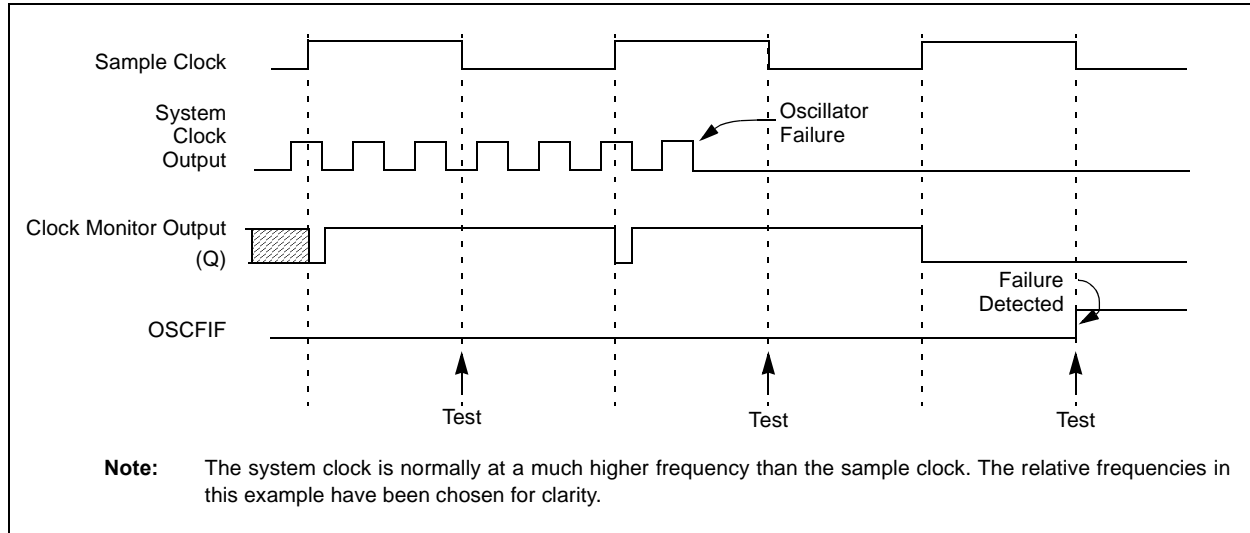 Sample Clock
System
Clock
Output
Oscillator
Failure
Clock Monitor Output
(Q)
Failure
Detected
OSCFIF
Test
Test
Test
Note: The system clock is normally at a much higher frequency than the sample clock. The relative frequencies in
this example have been chosen for clarity.